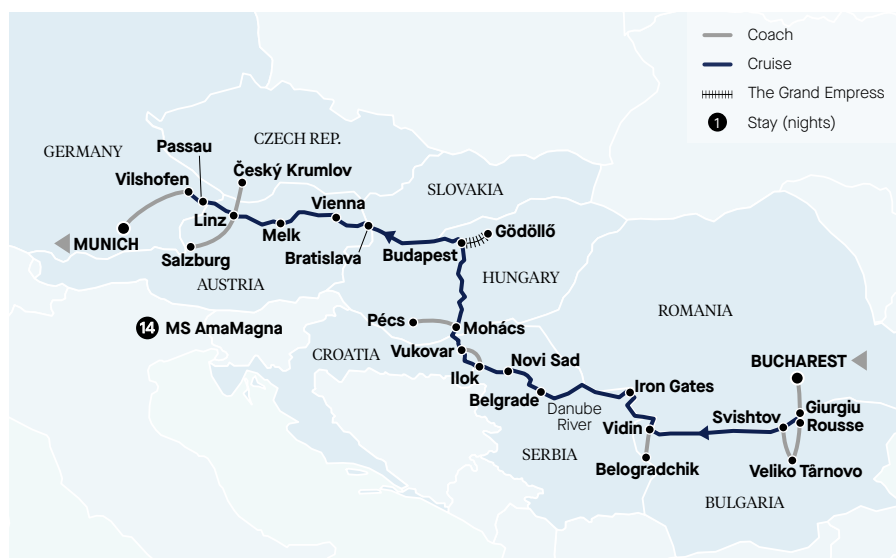 Coach
Cruise
The Grand Empress
1 Stay (nights)
GERMANY
Passau
CZECH REP.
Vilshofen
Český Krumlov
SLOVAKIA
Linz
Vienna
Gödöllő
MUNICH
Melk
Salzburg
Bratislava
Budapest
AUSTRIA
HUNGARY
14 MS AmaMagna
Pécs
Mohács
ROMANIA
CROATIA
Vukovar
Novi Sad
BUCHAREST
Ilok
Iron Gates
Belgrade
Danube
River
Giurgiu
Svishtov
Rousse
Vidin
SERBIA
Belogradchik
Veliko Târnovo
BULGARIA